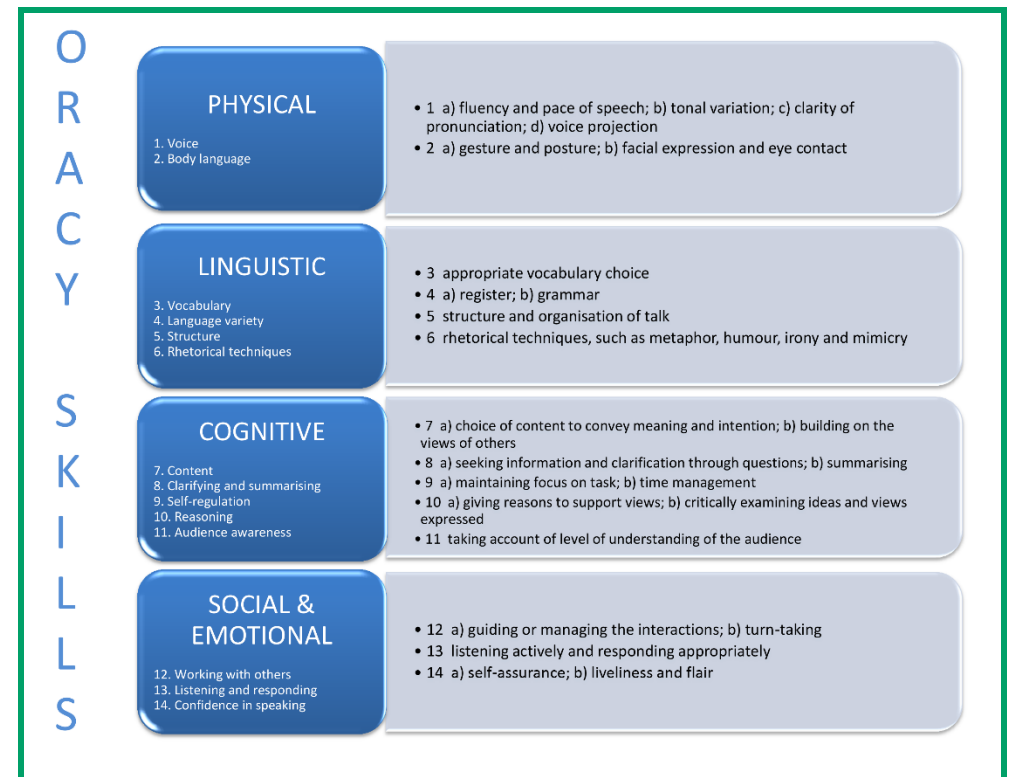 ORACY SKILLS
PHYSICAL
1. Voice
2. Body language
• 1 a) fluency and pace of speech; b) tonal variation; c) clarity of
pronunciation; d) voice projection
• 2 a) gesture and posture; b) facial expression and eye contact
LINGUISTIC
3. Vocabulary
4. Language variety
5. Structure
6. Rhetorical techniques
• 3 appropriate vocabulary choice
• 4 a) register; b) grammar
• 5 structure and organisation of talk
• 6 rhetorical techniques, such as metaphor, humour, irony and mimicry
COGNITIVE
7. Content
8. Clarifying and summarising
9. Self-regulation
10. Reasoning
11. Audience awareness
• 7 a) choice of content to convey meaning and intention; b) building on the
views of others
• 8 a) seeking information and clarification through questions; b) summarising
• 9 a) maintaining focus on task; b) time management
• 10 a) giving reasons to support views; b) critically examining ideas and views
expressed
• 11 taking account of level of understanding of the audience
SOCIAL &
EMOTIONAL
12. Working with others
13. Listening and responding
14. Confidence in speaking
• 12 a) guiding or managing the interactions; b) turn-taking
• 13 listening actively and responding appropriately
• 14 a) self-assurance; b) liveliness and flair